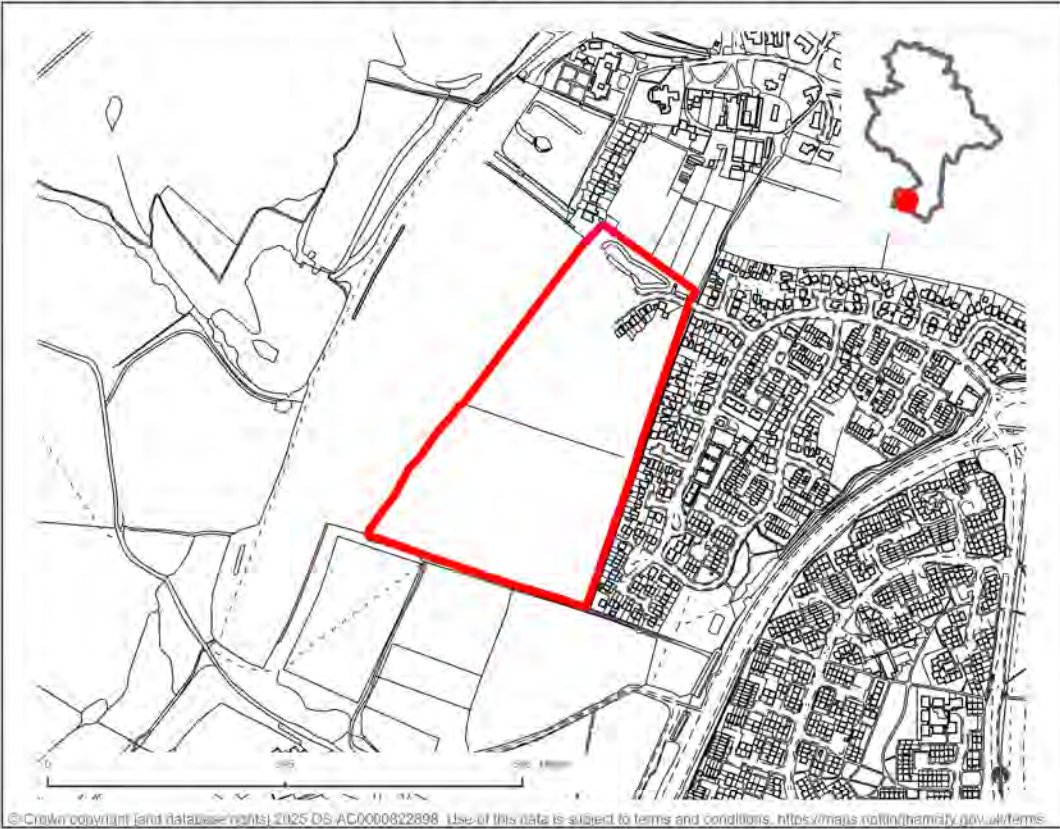 0
© Crown copyright (and database rights) 2025 OS AC0000822898. Use of this data is subject to terms and conditions, https://maps.nottinghamcity.gov.uk/terms